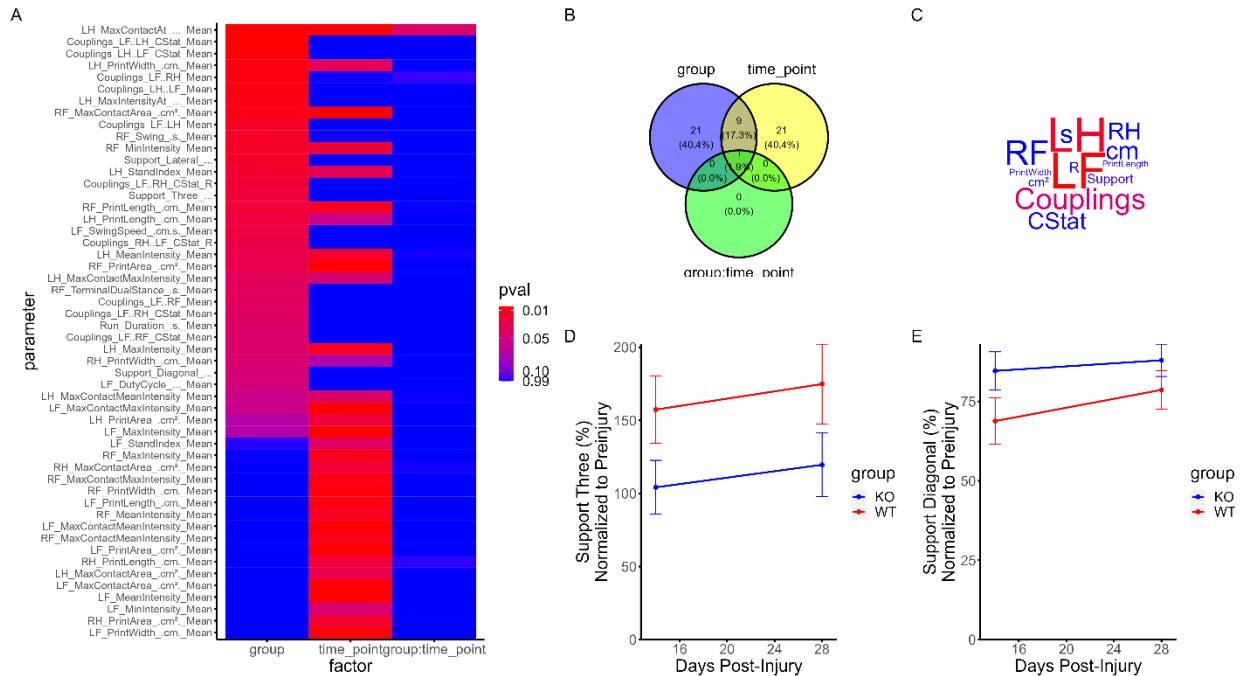 A
parameter
LH_MaxContactAt_..._Mean
Couplings_LF..LH_CStat_Mean
Couplings_LH..LF_CStat_Mean
LH_PrintWidth_.cm._Mean
Couplings_LF..RH_Mean
Couplings_LH..LF_Mean
LH_MaxIntensityAt_..._Mean
RF_MaxContactArea_.cm²._Mean
Couplings_LF..LH_Mean
RF_Swing_.s._Mean
RF_MinIntensity_Mean
Support_Lateral_...
LH_StandIndex_Mean
Couplings_LF..RH_CStat_R
Support_Three_...
RF_PrintLength_.cm._Mean
LH_PrintLength_.cm._Mean
LF_SwingSpeed_.cm.s._Mean
Couplings_RH..LF_CStat_R
LH_MeanIntensity_Mean
RF_PrintArea_.cm²._Mean
LH_MaxContactMaxIntensity_Mean
RF_TerminalDualStance_.s._Mean
Couplings_LF..RF_Mean
Couplings_LF..RH_CStat_Mean
Run_Duration_.s._Mean
Couplings_LF..RF_CStat_Mean
LH_MaxIntensity_Mean
RH_PrintWidth_.cm._Mean
Support_Diagonal_...
LF_DutyCycle_..._Mean
LH_MaxContactMeanIntensity_Mean
LF_MaxContactMaxIntensity_Mean
LH_PrintArea_.cm²._Mean
LF_MaxIntensity_Mean
LF_StandIndex_Mean
RF_MaxIntensity_Mean
RH_MaxContactArea_.cm²._Mean
RF_MaxContactMaxIntensity_Mean
RF_PrintWidth_.cm._Mean
LF_PrintLength_.cm._Mean
RF_MeanIntensity_Mean
LF_MaxContactMeanIntensity_Mean
RF_MaxContactMeanIntensity_Mean
LF_PrintArea_.cm²._Mean
RH_PrintLength_.cm._Mean
LH_MaxContactArea_.cm²._Mean
LF_MaxContactArea_.cm²._Mean
LF_MeanIntensity_Mean
LF_MinIntensity_Mean
RH_PrintArea_.cm²._Mean
LF_PrintWidth_.cm._Mean
group time_point group:time_point
factor
pval
0.01
0.05
0.10
0.99
B
group time_point
21
(40.4%)
9
(17.3%)
21
(40.4%)
1
(1.9%)
0
(0.0%)
0
(0.0%)
0
(0.0%)
group:time_point
C
LH
s
RH
RF
cm
PrintLength
PrintWidth
R
LF
cm²
Support
Couplings
CStat
D
Support Three (%)
Normalized to Preinjury
200
150
100
50
0
16 20 24 28
Days Post-Injury
group
KO
WT
E
Support Diagonal (%)
Normalized to Preinjury
75
50
25
0
16 20 24 28
Days Post-Injury
group
KO
WT